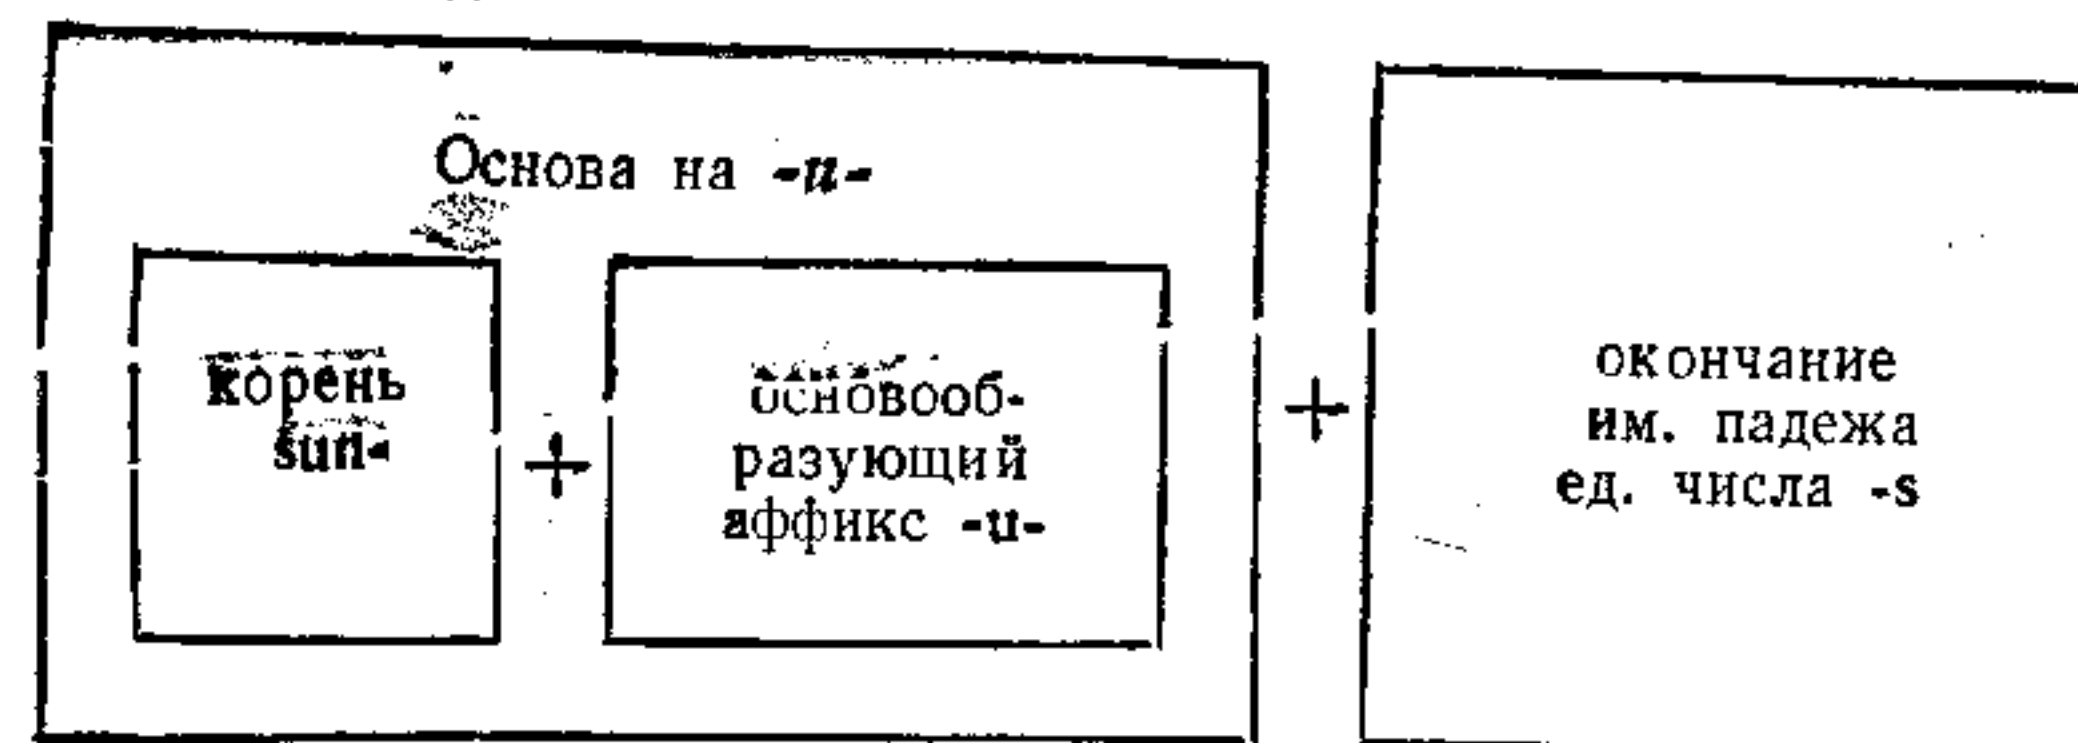 Основа на -u-
корень
sun-
+
основооб-
разующий
аффикс -u-
+
окончание
им. падежа
ед. числа -s